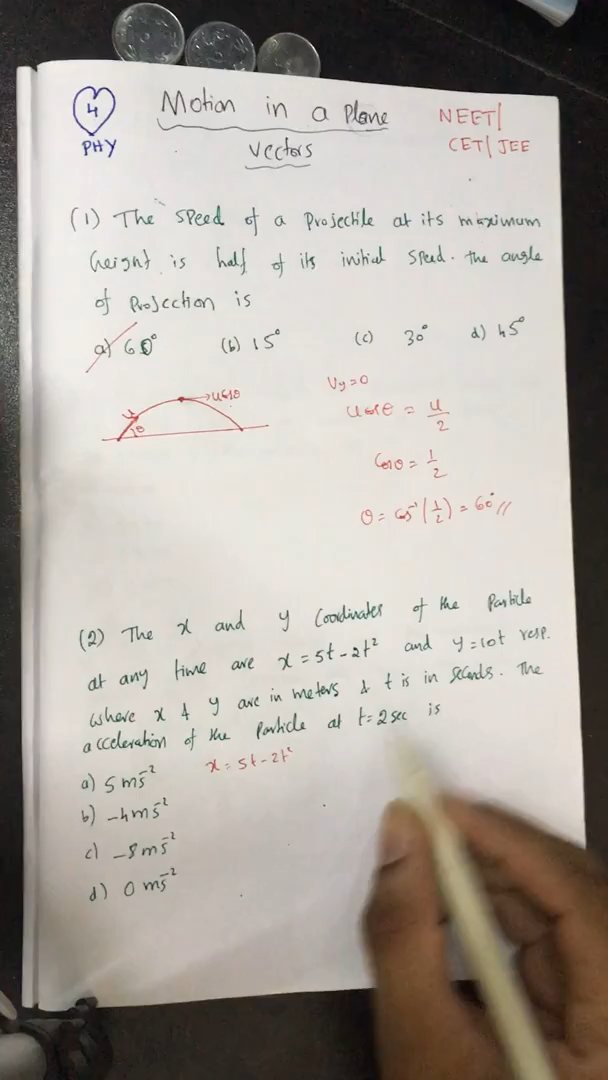 4
PHY
Motion in a Plane
Vectors
NEET/
CET/JEE
(1) The Speed of a Projectile at its maximum
height is half of its initial Speed. the angle
of Projection is
a) 60° (b) 15° (c) 30° d) 45°
u
θ
ucosθ
Vy=0
ucosθ = u/2
cosθ = 1/2
θ = cos⁻¹(1/2) = 60°//
(2) The x and y Coordinates of the Particle
at any time are x = 5t - 2t² and y = 10t resp.
where x & y are in meters & t is in Seconds. The
acceleration of the Particle at t=2sec is
x = 5t - 2t²
a) 5 ms⁻²
b) -4 ms⁻²
c) -8 ms⁻²
d) 0 ms⁻²